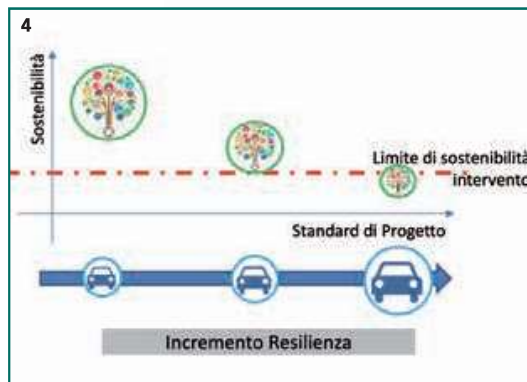 4
Sostenibilità
Limite di sostenibilità
intervento
Standard di Progetto
Incremento Resilienza